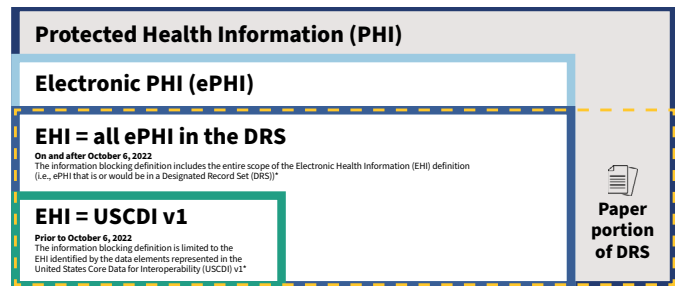 Protected Health Information (PHI)
Electronic PHI (ePHI)
EHI = all ePHI in the DRS
On and after October 6, 2022
The information blocking definition includes the entire scope of the Electronic Health Information (EHI) definition
(i.e., ePHI that is or would be in a Designated Record Set (DRS))*
EHI = USCDI v1
Prior to October 6, 2022
The information blocking definition is limited to the
EHI identified by the data elements represented in the
United States Core Data for Interoperability (USCDI) v1*
Paper
portion
of DRS